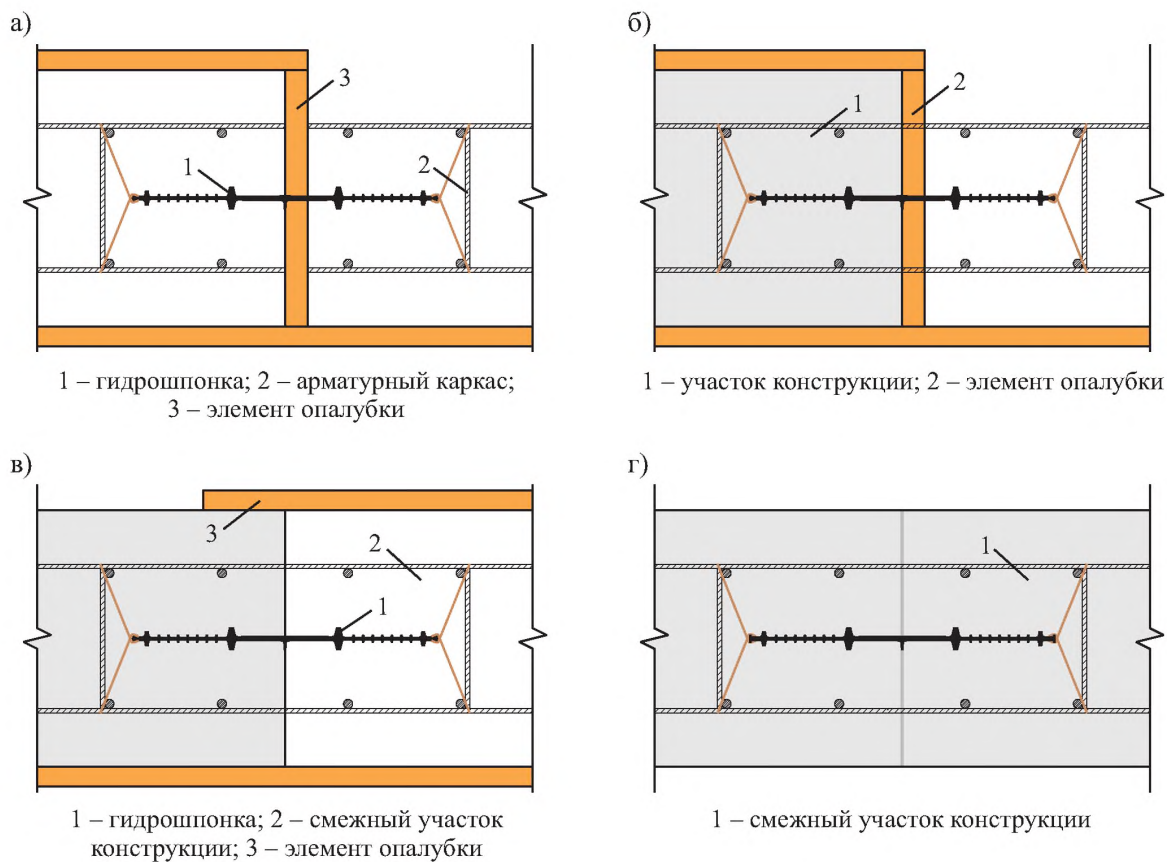 а)
3
1
2
1 – гидрошпонка; 2 – арматурный каркас;
3 – элемент опалубки
б)
1
2
1 – участок конструкции; 2 – элемент опалубки
в)
3
2
1
1 – гидрошпонка; 2 – смежный участок
конструкции; 3 – элемент опалубки
г)
1
1 – смежный участок конструкции